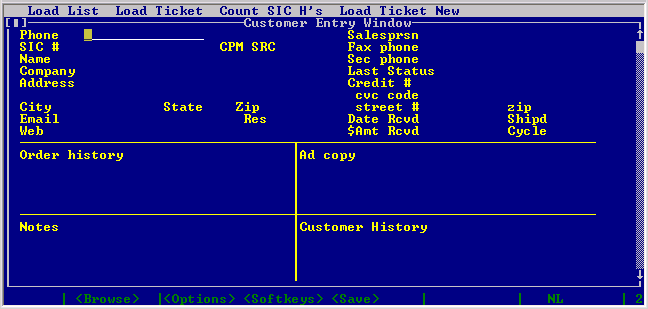 Load List  Load Ticket  Count SIC H's  Load Ticket New
Customer Entry Window
Phone  Salesprsn
SIC #  CPM SRC  Fax phone
Name  Sec phone
Company  Last Status
Address  Credit #
cvc code
City  State  Zip  street #  zip
Email  Res  Date Rcvd  Shipd
Web  $Amt Rcvd  Cycle
Order history  Ad copy
Notes  Customer History
| <Browse>  |<Options> <Softkeys> <Save>  |  |  NL  | 2